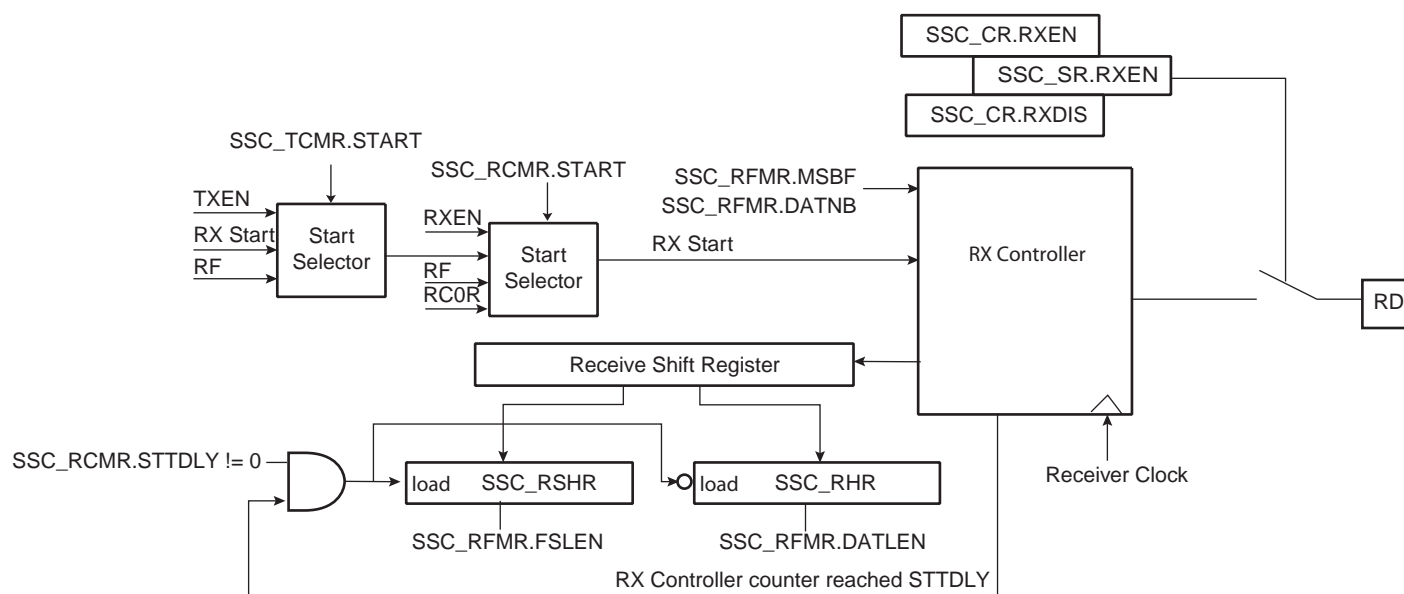 SSC_CR.RXEN
SSC_SR.RXEN
SSC_CR.RXDIS
SSC_TCMR.START
SSC_RCMR.START
SSC_RFMR.MSBF
SSC_RFMR.DATNB
TXEN
RX Start
RF
Start
Selector
RXEN
RF
RC0R
Start
Selector
RX Start
RX Controller
RD
Receive Shift Register
SSC_RCMR.STTDLY != 0
load
SSC_RSHR
load
SSC_RHR
Receiver Clock
SSC_RFMR.FSLEN
SSC_RFMR.DATLEN
RX Controller counter reached STTDLY